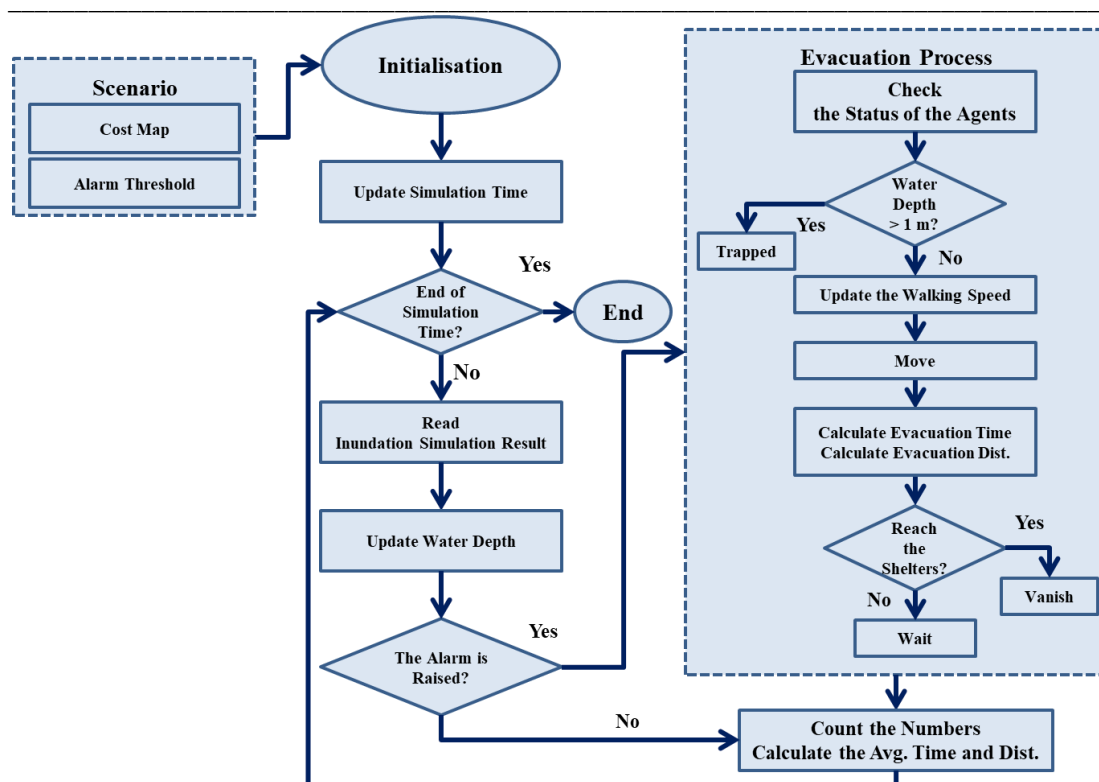 Scenario
Cost Map
Alarm Threshold
Initialisation
Update Simulation Time
End of
Simulation
Time?
Yes
End
No
Read
Inundation Simulation Result
Update Water Depth
The Alarm is
Raised?
Yes
No
Evacuation Process
Check
the Status of the Agents
Water
Depth
> 1 m?
Yes
Trapped
No
Update the Walking Speed
Move
Calculate Evacuation Time
Calculate Evacuation Dist.
Reach
the
Shelters?
Yes
Vanish
No
Wait
Count the Numbers
Calculate the Avg. Time and Dist.